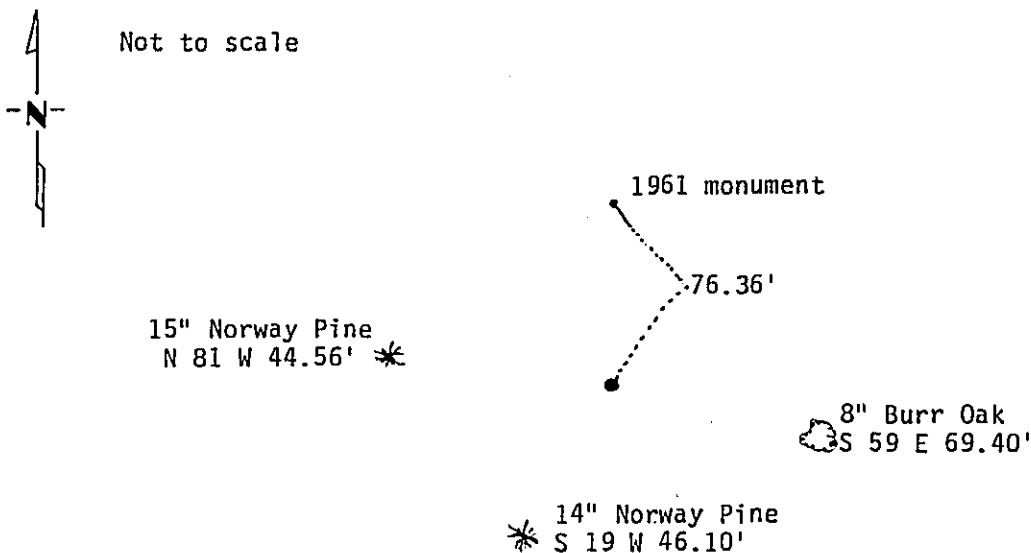 Not to scale
N
1961 monument
76.36'
15" Norway Pine
N 81 W 44.56'
8" Burr Oak
S 59 E 69.40'
14" Norway Pine
S 19 W 46.10'